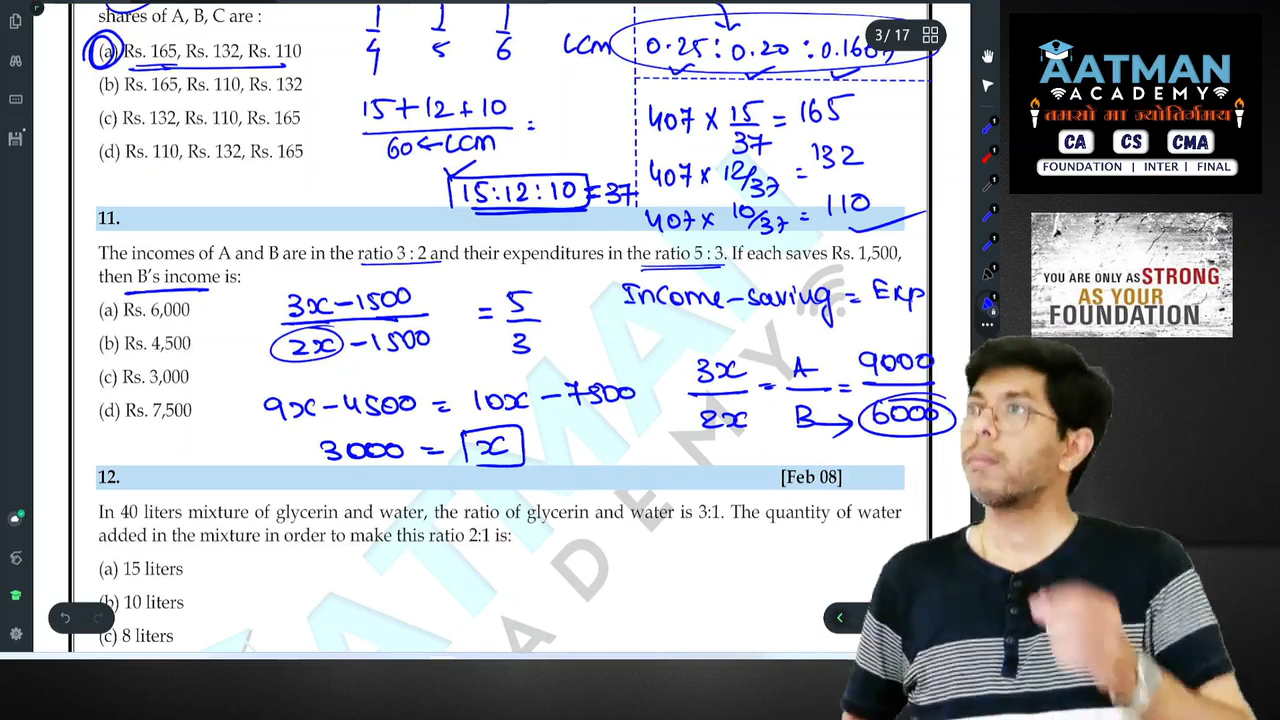 shares of A, B, C are :
(a) Rs. 165, Rs. 132, Rs. 110
(b) Rs. 165, Rs. 110, Rs. 132
(c) Rs. 132, Rs. 110, Rs. 165
(d) Rs. 110, Rs. 132, Rs. 165
1/4 1/5 1/6 LCM
15+12+10 / 60 ← LCM =
15:12:10 = 37
0.25 : 0.20 :
407 × 15/37 = 165
407 × 12/37 = 132
407 × 10/37 = 110
3 / 17
AATMAN
ACADEMY
तमसो मा ज्योतिर्गमय
CA CS CMA
FOUNDATION | INTER | FINAL
YOU ARE ONLY AS STRONG
AS YOUR
FOUNDATION
11.
The incomes of A and B are in the ratio 3 : 2 and their expenditures in the ratio 5 : 3. If each saves Rs. 1,500,
then B's income is:
(a) Rs. 6,000
(b) Rs. 4,500
(c) Rs. 3,000
(d) Rs. 7,500
3x - 1500 / 2x - 1500 = 5/3
9x - 4500 = 10x - 7500
3000 = x
Income - saving = Exp
3x/2x = A/B = 9000
B → 6000
12. [Feb 08]
In 40 liters mixture of glycerin and water, the ratio of glycerin and water is 3:1. The quantity of water
added in the mixture in order to make this ratio 2:1 is:
(a) 15 liters
(b) 10 liters
(c) 8 liters